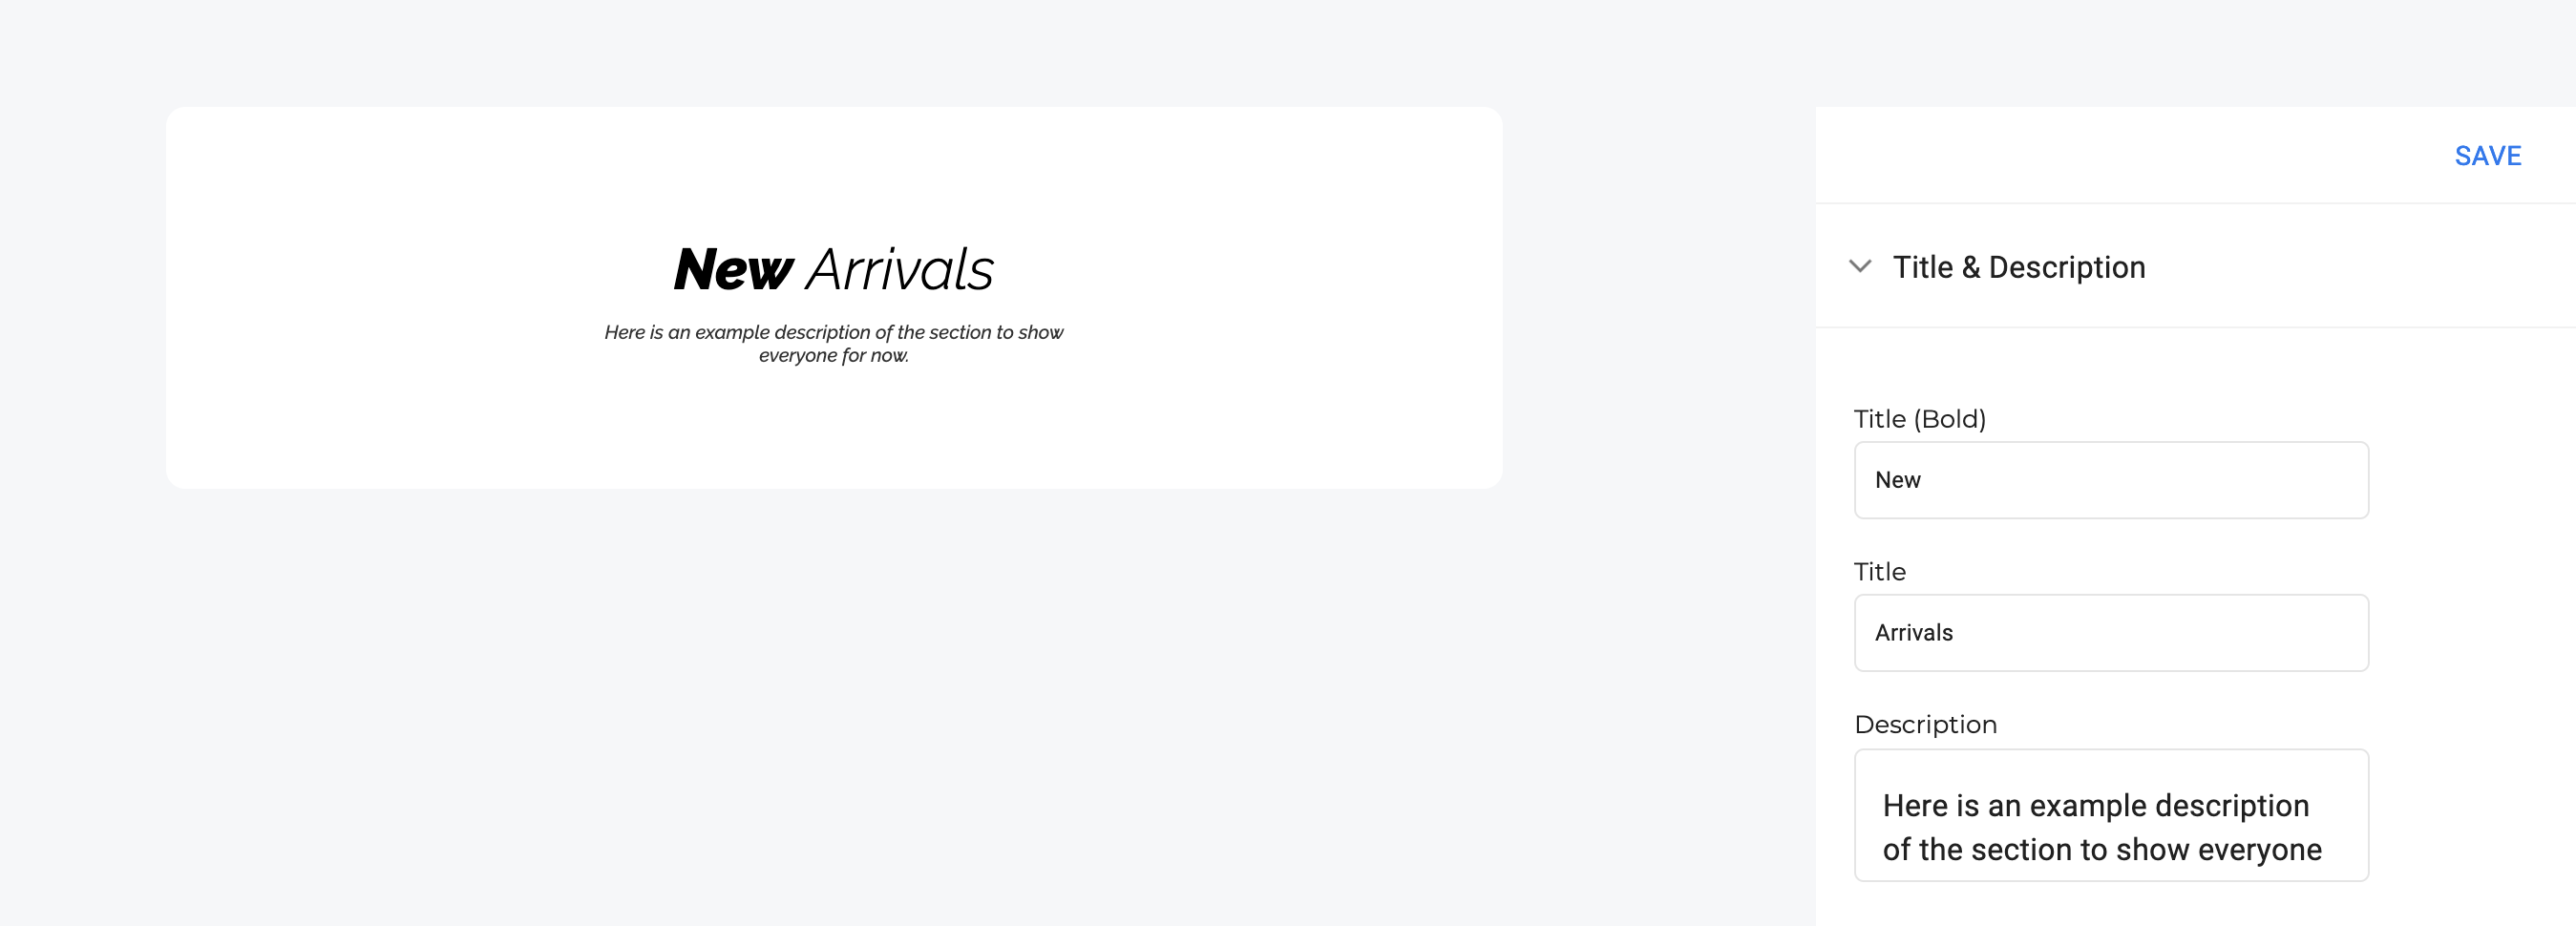 New Arrivals
Here is an example description of the section to show
everyone for now.
SAVE
Title & Description
Title (Bold)
New
Title
Arrivals
Description
Here is an example description
of the section to show everyone